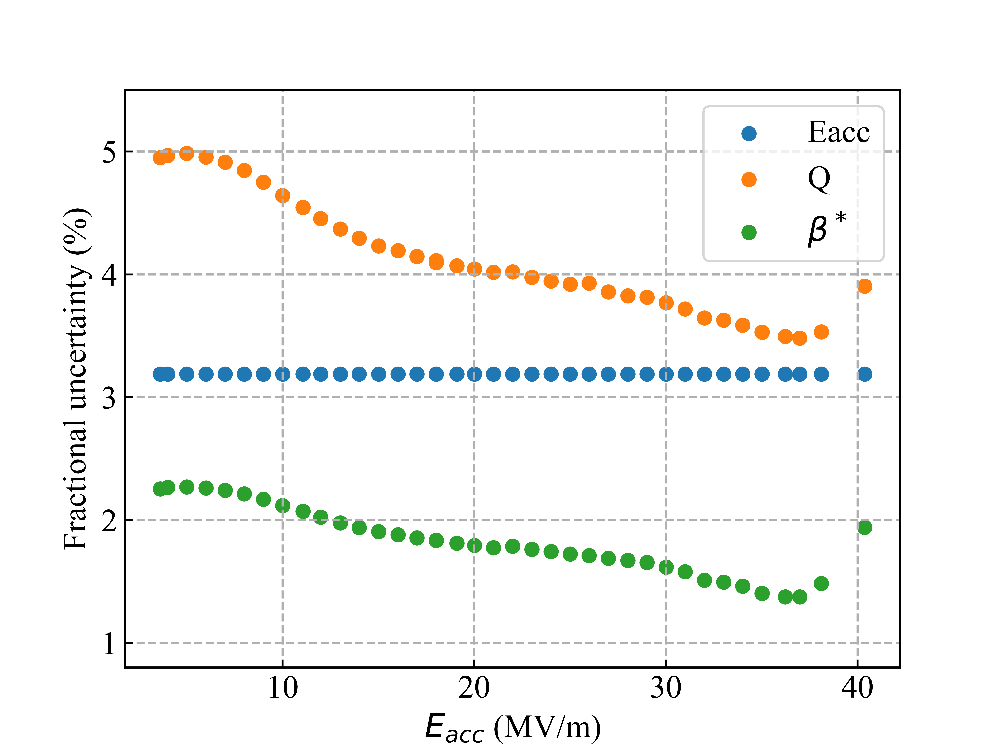 Fractional uncertainty (%)
5
4
3
2
1
Eacc
Q
β*
10 20 30 40
Eacc (MV/m)